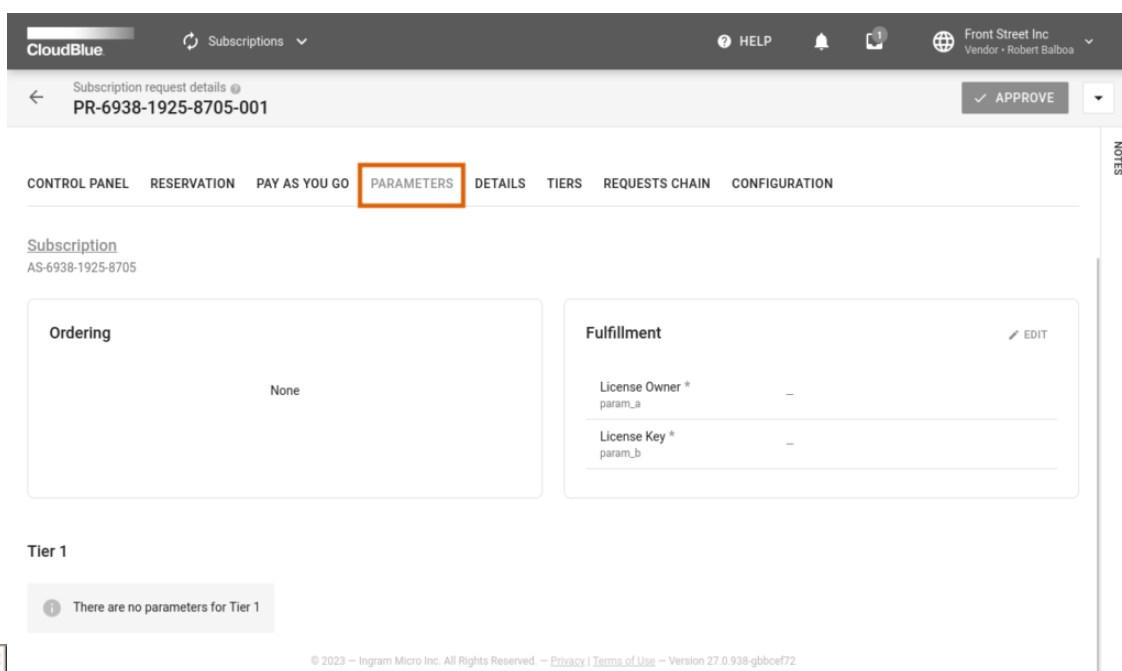 CloudBlue.
Subscriptions
HELP
1
Front Street Inc
Vendor • Robert Balboa
Subscription request details
PR-6938-1925-8705-001
APPROVE
NOTES
CONTROL PANEL RESERVATION PAY AS YOU GO PARAMETERS DETAILS TIERS REQUESTS CHAIN CONFIGURATION
Subscription
AS-6938-1925-8705
Ordering
None
Fulfillment
EDIT
License Owner *
param_a
–
License Key *
param_b
–
Tier 1
There are no parameters for Tier 1
© 2023 — Ingram Micro Inc. All Rights Reserved. — Privacy | Terms of Use — Version 27.0.938-gbbcef72